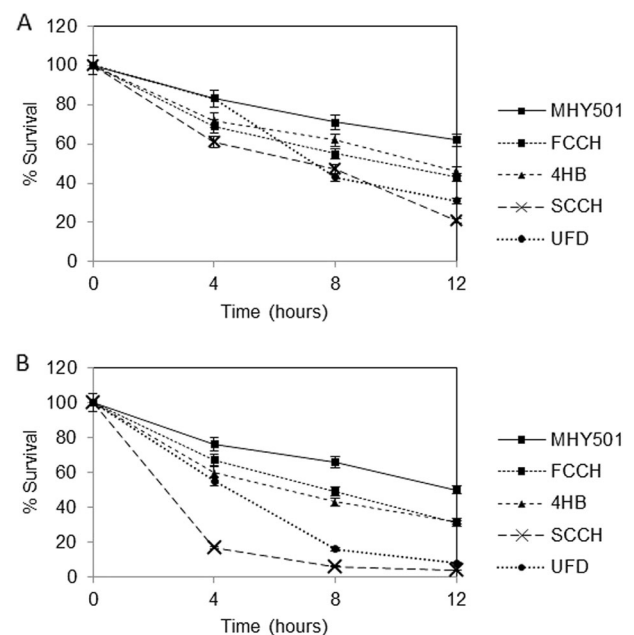 A
120
100
80
60
40
20
0
% Survival
0 4 8 12
Time (hours)
MHY501
FCCH
4HB
SCCH
UFD
B
120
100
80
60
40
20
0
% Survival
0 4 8 12
Time (hours)
MHY501
FCCH
4HB
SCCH
UFD